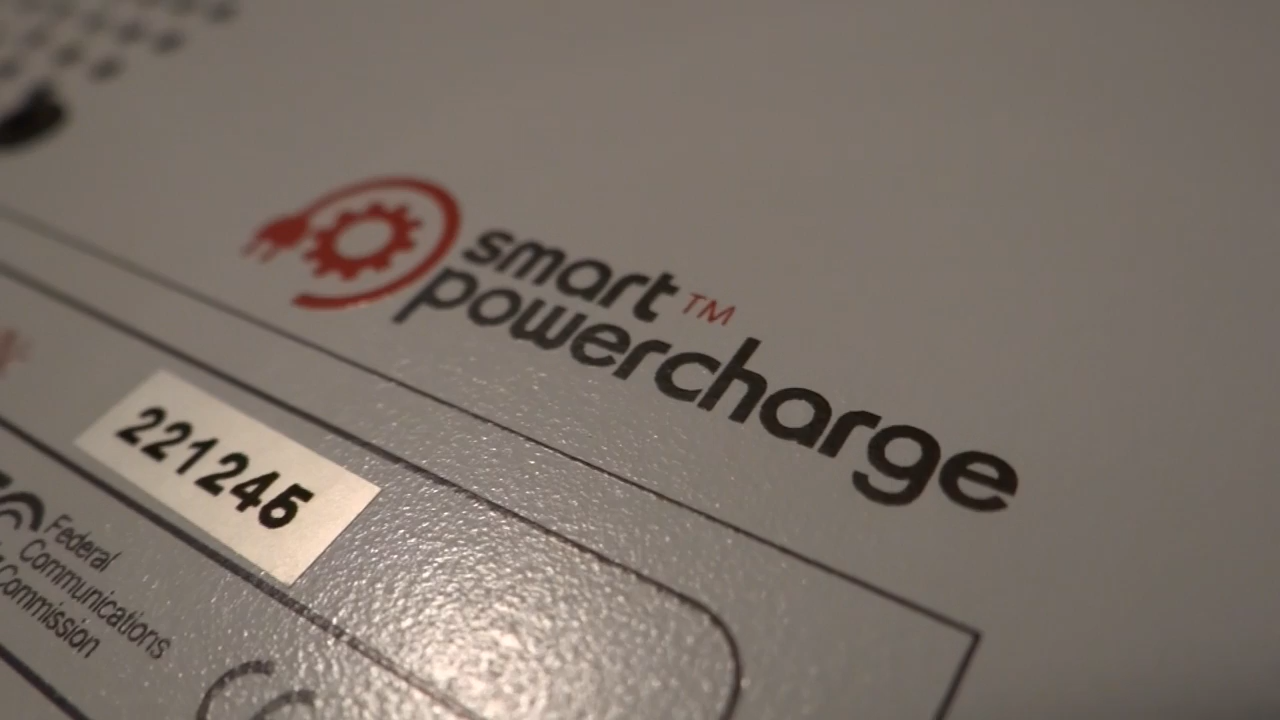 smart™
powercharge
221245
Federal
Communications
Commission